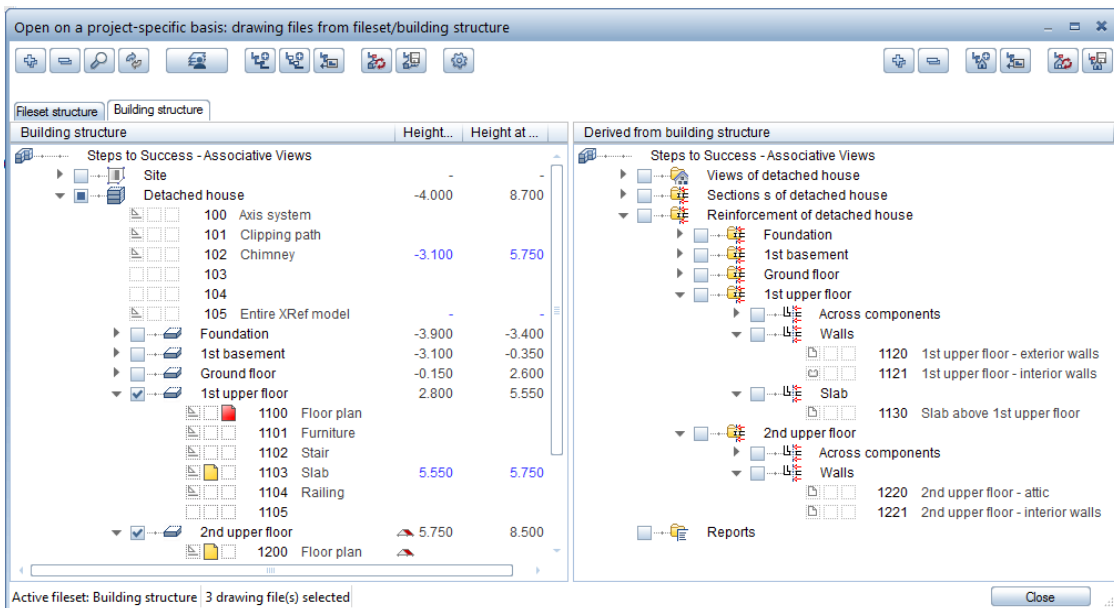 Open on a project-specific basis: drawing files from fileset/building structure
Fileset structure Building structure
Building structure Height... Height at ...
Steps to Success - Associative Views
Site - -
Detached house -4.000 8.700
100 Axis system
101 Clipping path
102 Chimney -3.100 5.750
103
104
105 Entire XRef model - -
Foundation -3.900 -3.400
1st basement -3.100 -0.350
Ground floor -0.150 2.600
1st upper floor 2.800 5.550
1100 Floor plan
1101 Furniture
1102 Stair
1103 Slab 5.550 5.750
1104 Railing
1105
2nd upper floor 5.750 8.500
1200 Floor plan
Derived from building structure
Steps to Success - Associative Views
Views of detached house
Sections s of detached house
Reinforcement of detached house
Foundation
1st basement
Ground floor
1st upper floor
Across components
Walls
1120 1st upper floor - exterior walls
1121 1st upper floor - interior walls
Slab
1130 Slab above 1st upper floor
2nd upper floor
Across components
Walls
1220 2nd upper floor - attic
1221 2nd upper floor - interior walls
Reports
Active fileset: Building structure 3 drawing file(s) selected
Close